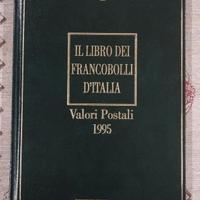 IL LIBRO DEI
FRANCOBOLLI
D'ITALIA
Valori Postali
1995